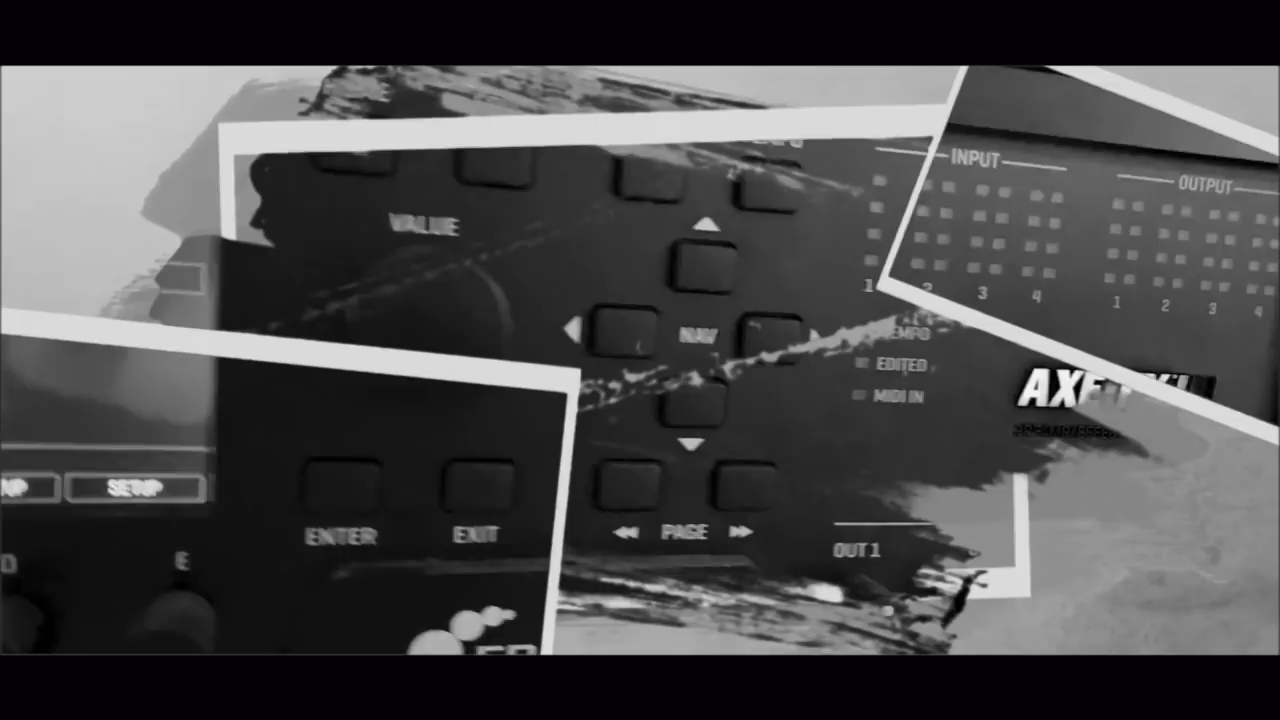 INPUT
OUTPUT
VALUE
1 2 3 4
1 2 3 4
NAV
EDITED
MIDI IN
SETUP
ENTER
EXIT
PAGE
OUT 1
E